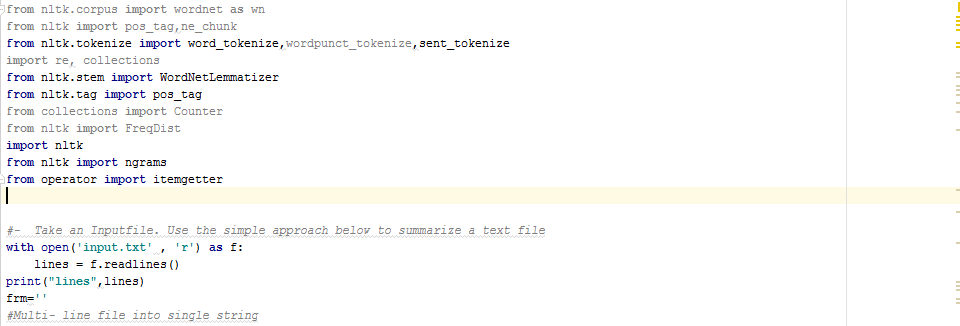 from nltk.corpus import wordnet as wn
from nltk import pos_tag,ne_chunk
from nltk.tokenize import word_tokenize,wordpunct_tokenize,sent_tokenize
import re, collections
from nltk.stem import WordNetLemmatizer
from nltk.tag import pos_tag
from collections import Counter
from nltk import FreqDist
import nltk
from nltk import ngrams
from operator import itemgetter
#-  Take an Inputfile. Use the simple approach below to summarize a text file
with open('input.txt' , 'r') as f:
    lines = f.readlines()
print("lines",lines)
frm=''
#Multi- line file into single string